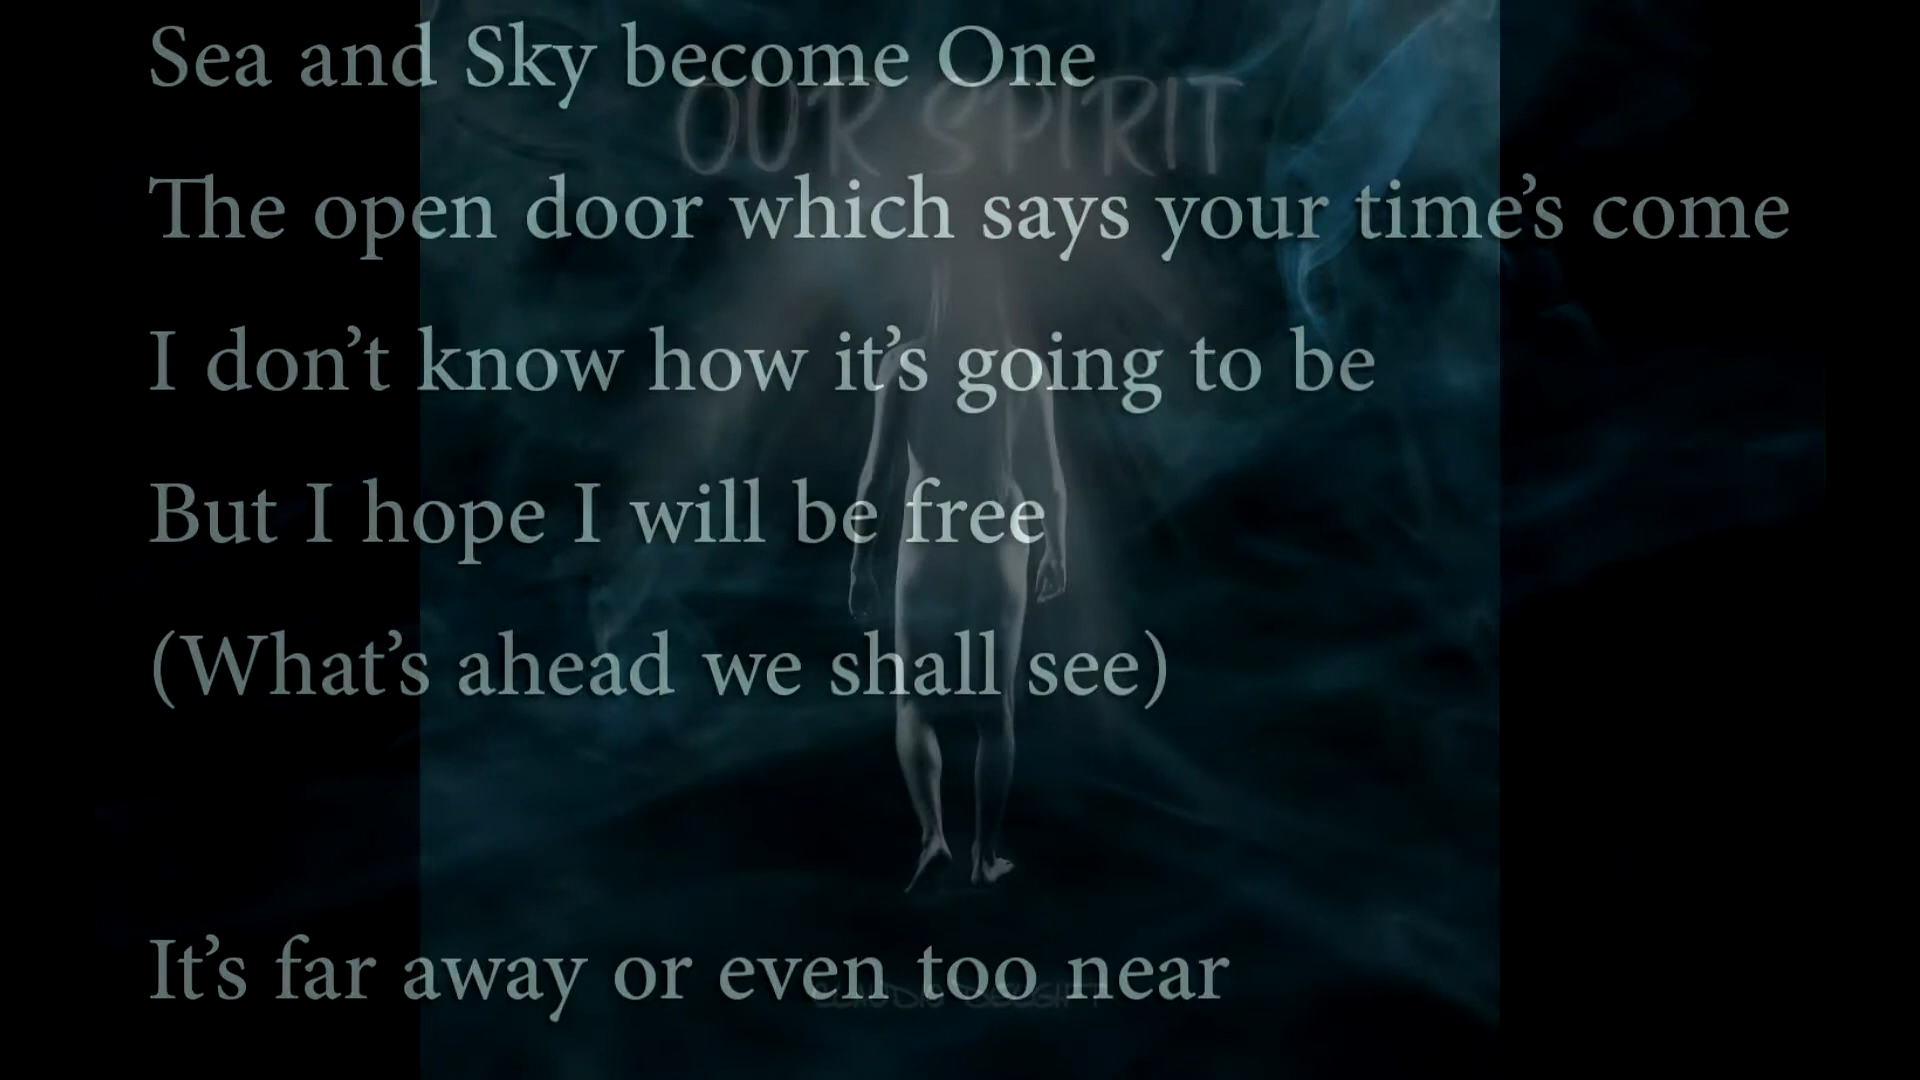 Sea and Sky become One
OUR SPIRIT
The open door which says your time’s come
I don’t know how it’s going to be
But I hope I will be free
(What’s ahead we shall see)
It’s far away or even too near